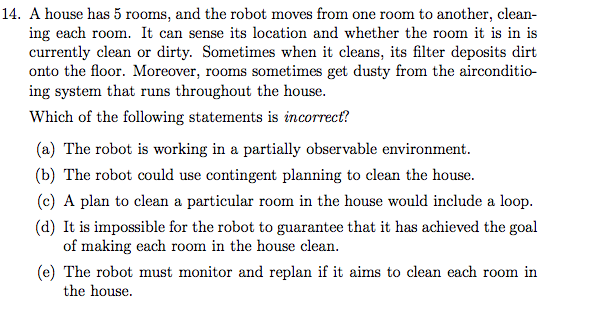 14. A house has 5 rooms, and the robot moves from one room to another, clean-
ing each room. It can sense its location and whether the room it is in is
currently clean or dirty. Sometimes when it cleans, its filter deposits dirt
onto the floor. Moreover, rooms sometimes get dusty from the airconditio-
ing system that runs throughout the house.
Which of the following statements is incorrect?
(a) The robot is working in a partially observable environment.
(b) The robot could use contingent planning to clean the house.
(c) A plan to clean a particular room in the house would include a loop.
(d) It is impossible for the robot to guarantee that it has achieved the goal
of making each room in the house clean.
(e) The robot must monitor and replan if it aims to clean each room in
the house.